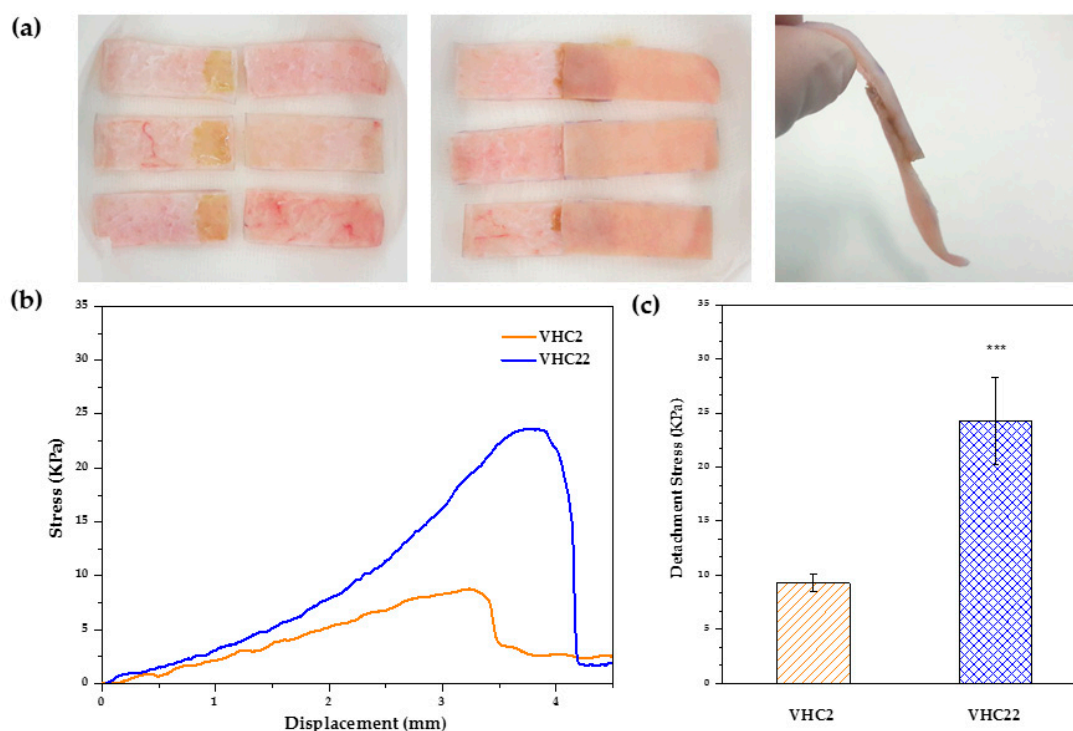 (a)
(b)
35
30
25
20
15
10
5
0
Stress (KPa)
VHC2
VHC22
0
1
2
3
4
Displacement (mm)
(c)
35
30
25
20
15
10
5
0
Detachment Stress (KPa)
***
VHC2
VHC22